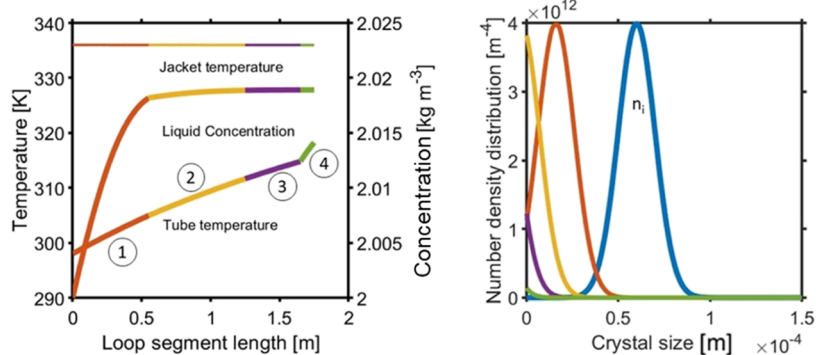 340
330
320
310
300
290
Temperature [K]
Jacket temperature
Liquid Concentration
Tube temperature
1
2
3
4
2.025
2.02
2.015
2.01
2.005
2
Concentration [kg m-3]
0 0.5 1 1.5 2
Loop segment length [m]
×10^12
4
3
2
1
0
Number density distribution [m-4]
ni
0 0.5 1 1.5
Crystal size [m]
×10-4